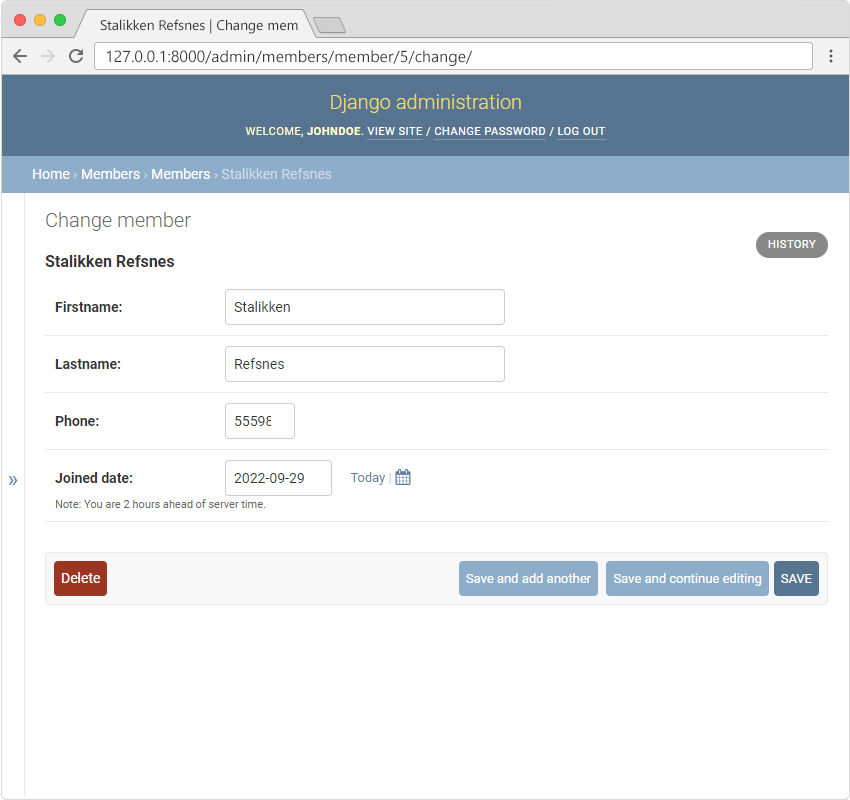 Stalikken Refsnes | Change mem
127.0.0.1:8000/admin/members/member/5/change/
Django administration
WELCOME, JOHNDOE. VIEW SITE / CHANGE PASSWORD / LOG OUT
Home › Members › Members › Stalikken Refsnes
Change member
HISTORY
Stalikken Refsnes
Firstname: Stalikken
Lastname: Refsnes
Phone: 55598
Joined date: 2022-09-29 Today |
»
Note: You are 2 hours ahead of server time.
Delete Save and add another Save and continue editing SAVE